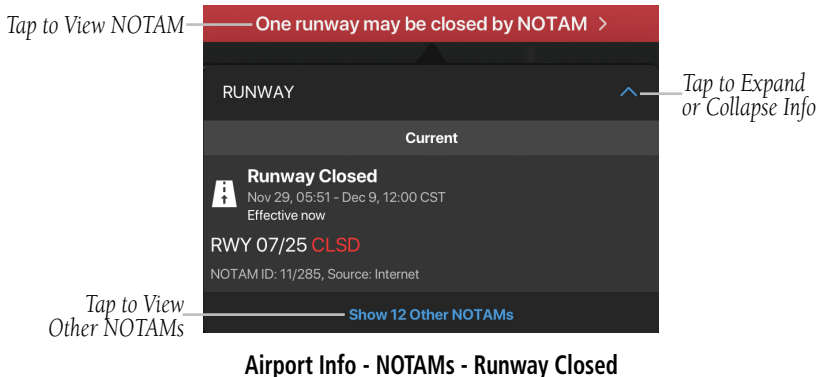 Tap to View NOTAM
One runway may be closed by NOTAM >
RUNWAY
Tap to Expand
or Collapse Info
Current
Runway Closed
Nov 29, 05:51 - Dec 9, 12:00 CST
Effective now
RWY 07/25 CLSD
NOTAM ID: 11/285, Source: Internet
Tap to View
Other NOTAMs
Show 12 Other NOTAMs
Airport Info - NOTAMs - Runway Closed